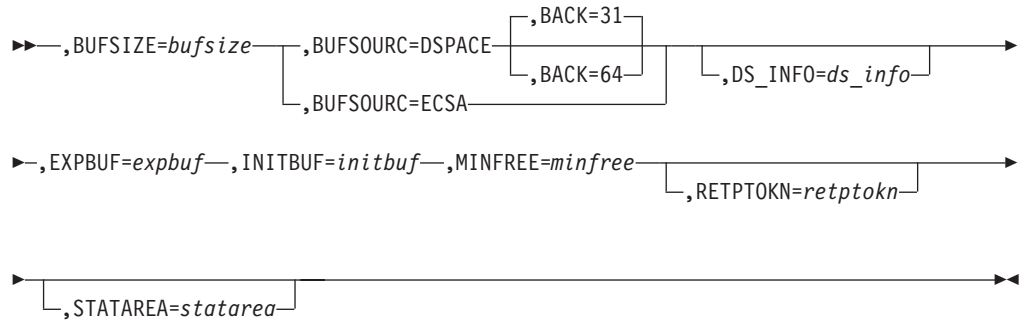 ,BACK=31
,BUFSIZE=bufsize ,BUFSOURC=DSPACE
,BACK=64 ,DS_INFO=ds_info
,BUFSOURC=ECSA
,EXPBUF=expbuf ,INITBUF=initbuf ,MINFREE=minfree
,RETPTOKN=retptokn
,STATAREA=statarea